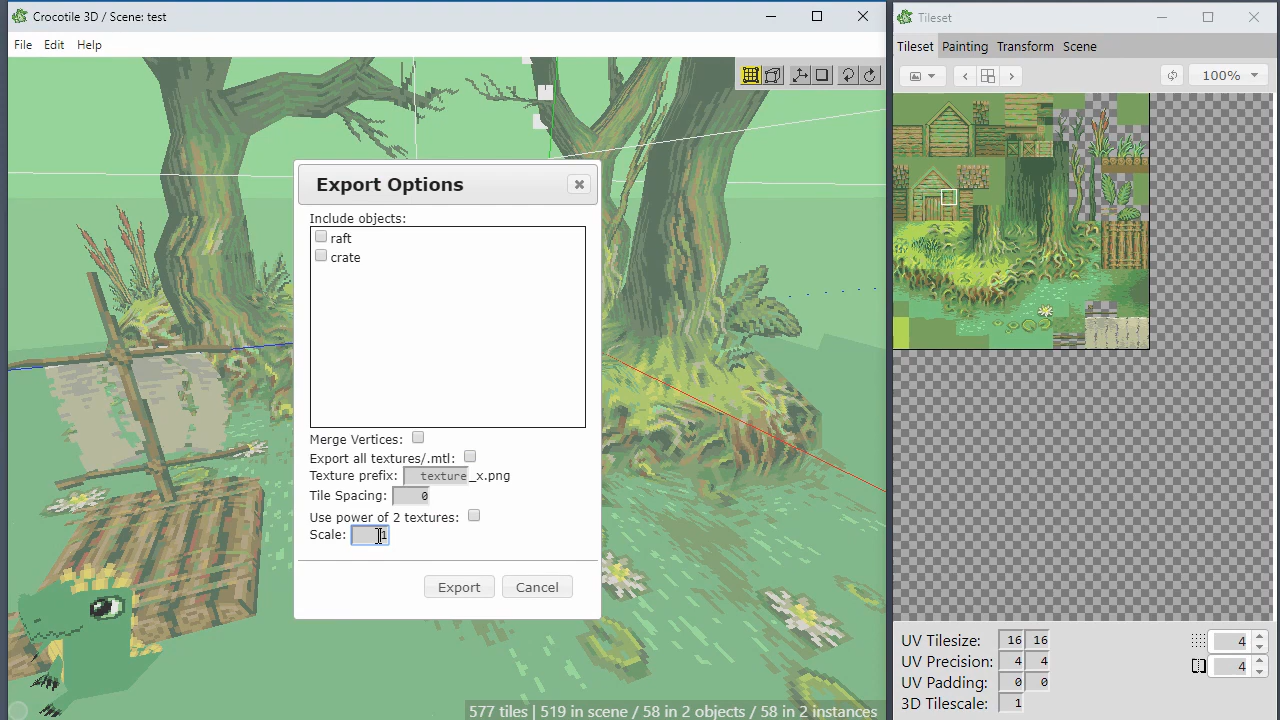 Crocotile 3D / Scene: test
File Edit Help
Export Options
Include objects:
raft
crate
Merge Vertices:
Export all textures/.mtl:
Texture prefix: texture_x.png
Tile Spacing: 0
Use power of 2 textures:
Scale: 1
Export Cancel
577 tiles | 519 in scene / 58 in 2 objects / 58 in 2 instances
Tileset
Tileset Painting Transform Scene
100%
UV Tilesize: 16 16
4
UV Precision: 4 4
4
UV Padding: 0 0
3D Tilescale: 1